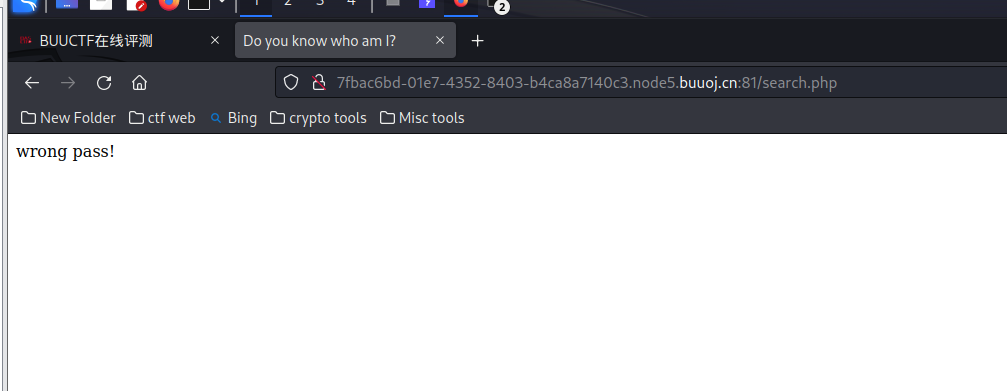 1 2 3 4
2
BUUCTF在线评测 Do you know who am I?
7fbac6bd-01e7-4352-8403-b4ca8a7140c3.node5.buuoj.cn:81/search.php
New Folder ctf web Bing crypto tools Misc tools
wrong pass!